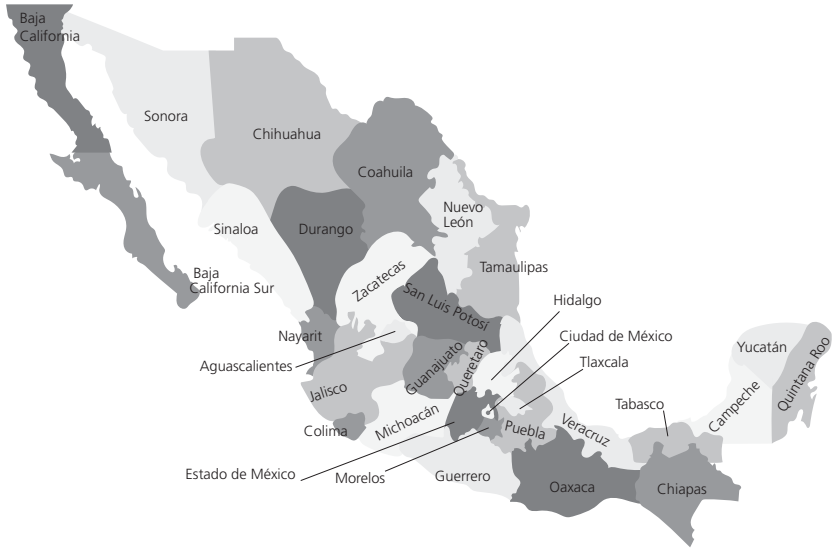 Baja
California
Sonora
Chihuahua
Coahuila
Nuevo
León
Sinaloa
Durango
Tamaulipas
Baja
California Sur
Zacatecas
San Luis Potosí
Hidalgo
Nayarit
Ciudad de México
Aguascalientes
Guanajuato
Querétaro
Tlaxcala
Yucatán
Quintana Roo
Jalisco
Campeche
Tabasco
Colima
Michoacán
Puebla
Veracruz
Estado de México
Morelos
Guerrero
Oaxaca
Chiapas